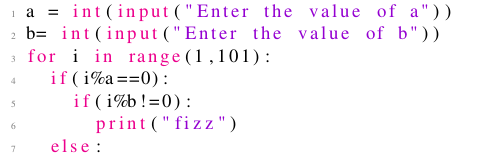 1 a = int(input("Enter the value of a"))
2 b= int(input("Enter the value of b"))
3 for i in range(1,101):
4   if(i%a==0):
5     if(i%b!=0):
6       print("fizz")
7   else: